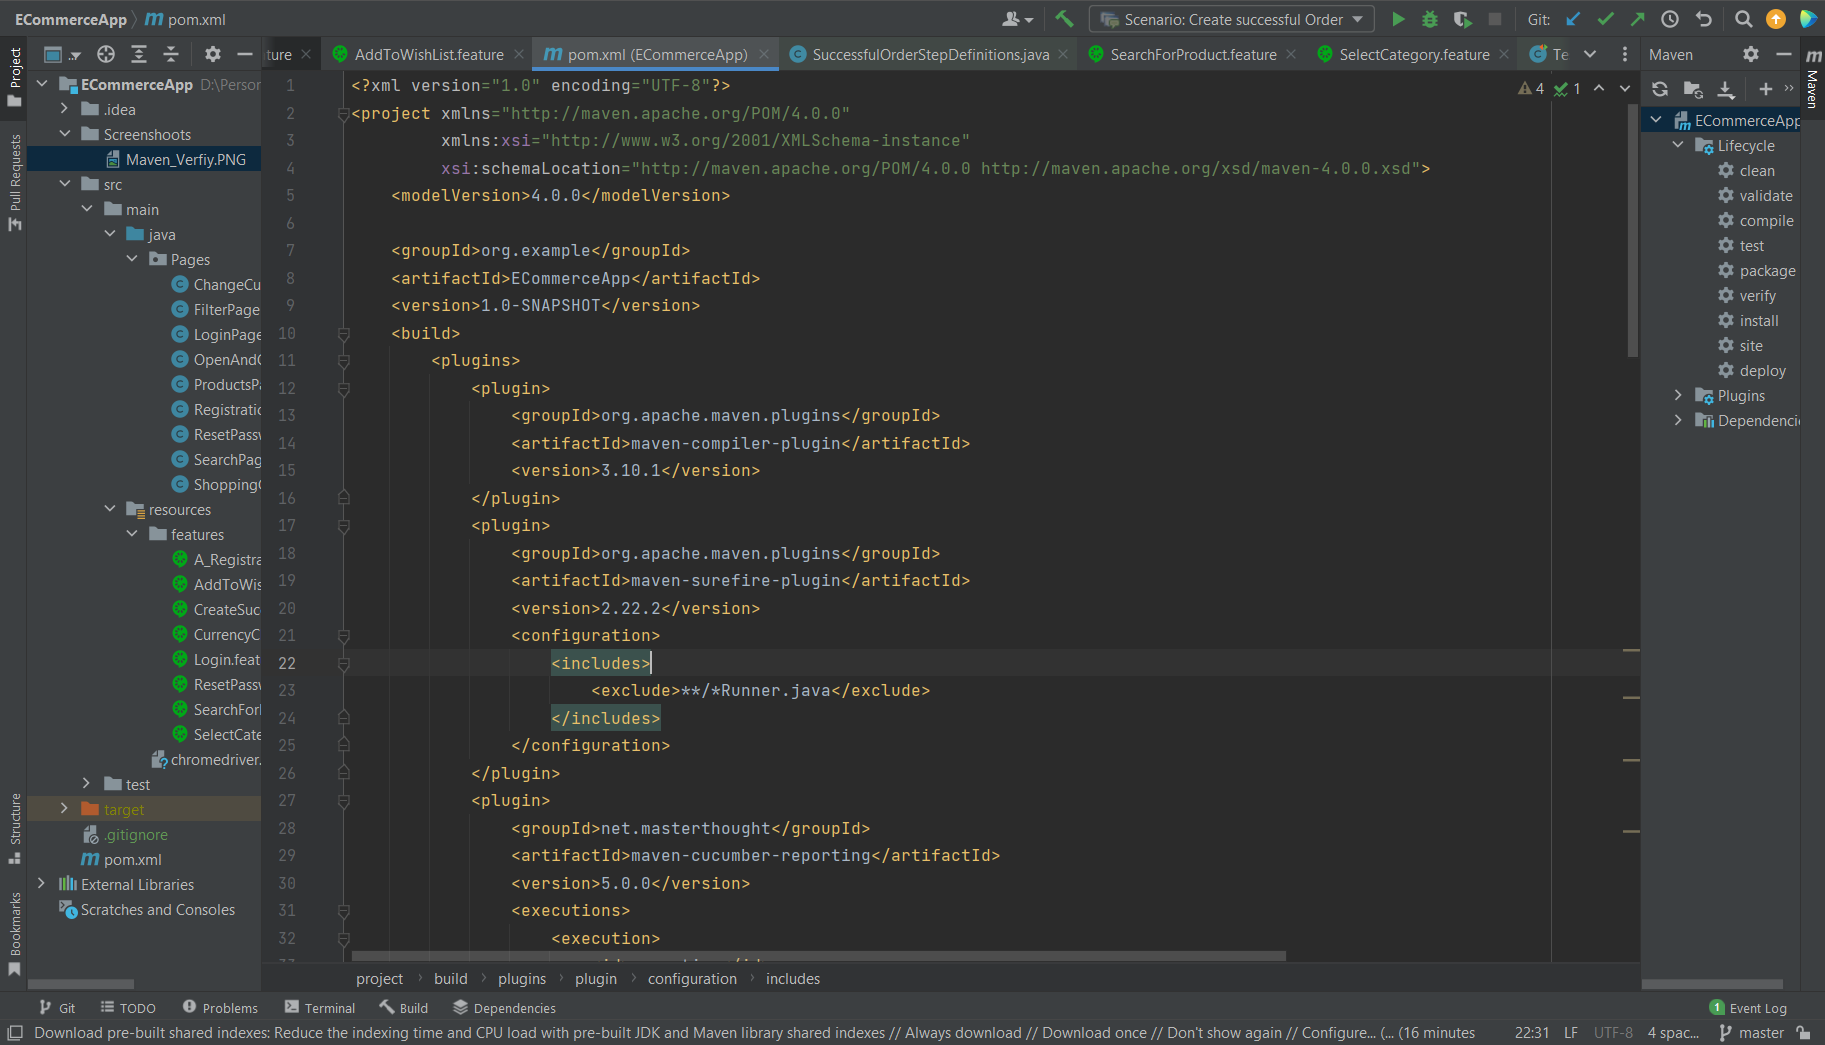 ECommerceApp
pom.xml
Scenario: Create successful Order
Git:
Project
ture
AddToWishList.feature
pom.xml (ECommerceApp)
SuccessfulOrderStepDefinitions.java
SearchForProduct.feature
SelectCategory.feature
Te
Maven
Maven
Pull Requests
Structure
Bookmarks
ECommerceApp D:\Person
.idea
Screenshoots
Maven_Verfiy.PNG
src
main
java
Pages
ChangeCu
FilterPage
LoginPage
OpenAndC
ProductsPa
Registratio
ResetPassw
SearchPag
ShoppingC
resources
features
A_Registra
AddToWis
CreateSuc
CurrencyC
Login.feat
ResetPassw
SearchForP
SelectCate
chromedriver.
test
target
.gitignore
pom.xml
External Libraries
Scratches and Consoles
1 <?xml version="1.0" encoding="UTF-8"?>
2 <project xmlns="http://maven.apache.org/POM/4.0.0"
3 xmlns:xsi="http://www.w3.org/2001/XMLSchema-instance"
4 xsi:schemaLocation="http://maven.apache.org/POM/4.0.0 http://maven.apache.org/xsd/maven-4.0.0.xsd">
5 <modelVersion>4.0.0</modelVersion>
6
7 <groupId>org.example</groupId>
8 <artifactId>ECommerceApp</artifactId>
9 <version>1.0-SNAPSHOT</version>
10 <build>
11 <plugins>
12 <plugin>
13 <groupId>org.apache.maven.plugins</groupId>
14 <artifactId>maven-compiler-plugin</artifactId>
15 <version>3.10.1</version>
16 </plugin>
17 <plugin>
18 <groupId>org.apache.maven.plugins</groupId>
19 <artifactId>maven-surefire-plugin</artifactId>
20 <version>2.22.2</version>
21 <configuration>
22 <includes>
23 <exclude>**/*Runner.java</exclude>
24 </includes>
25 </configuration>
26 </plugin>
27 <plugin>
28 <groupId>net.masterthought</groupId>
29 <artifactId>maven-cucumber-reporting</artifactId>
30 <version>5.0.0</version>
31 <executions>
32 <execution>
4 1
ECommerceApp
Lifecycle
clean
validate
compile
test
package
verify
install
site
deploy
Plugins
Dependenci
project build plugins plugin configuration includes
Git
TODO
Problems
Terminal
Build
Dependencies
1 Event Log
Download pre-built shared indexes: Reduce the indexing time and CPU load with pre-built JDK and Maven library shared indexes // Always download // Download once // Don't show again // Configure... (... (16 minutes
22:31 LF UTF-8 4 spac... master